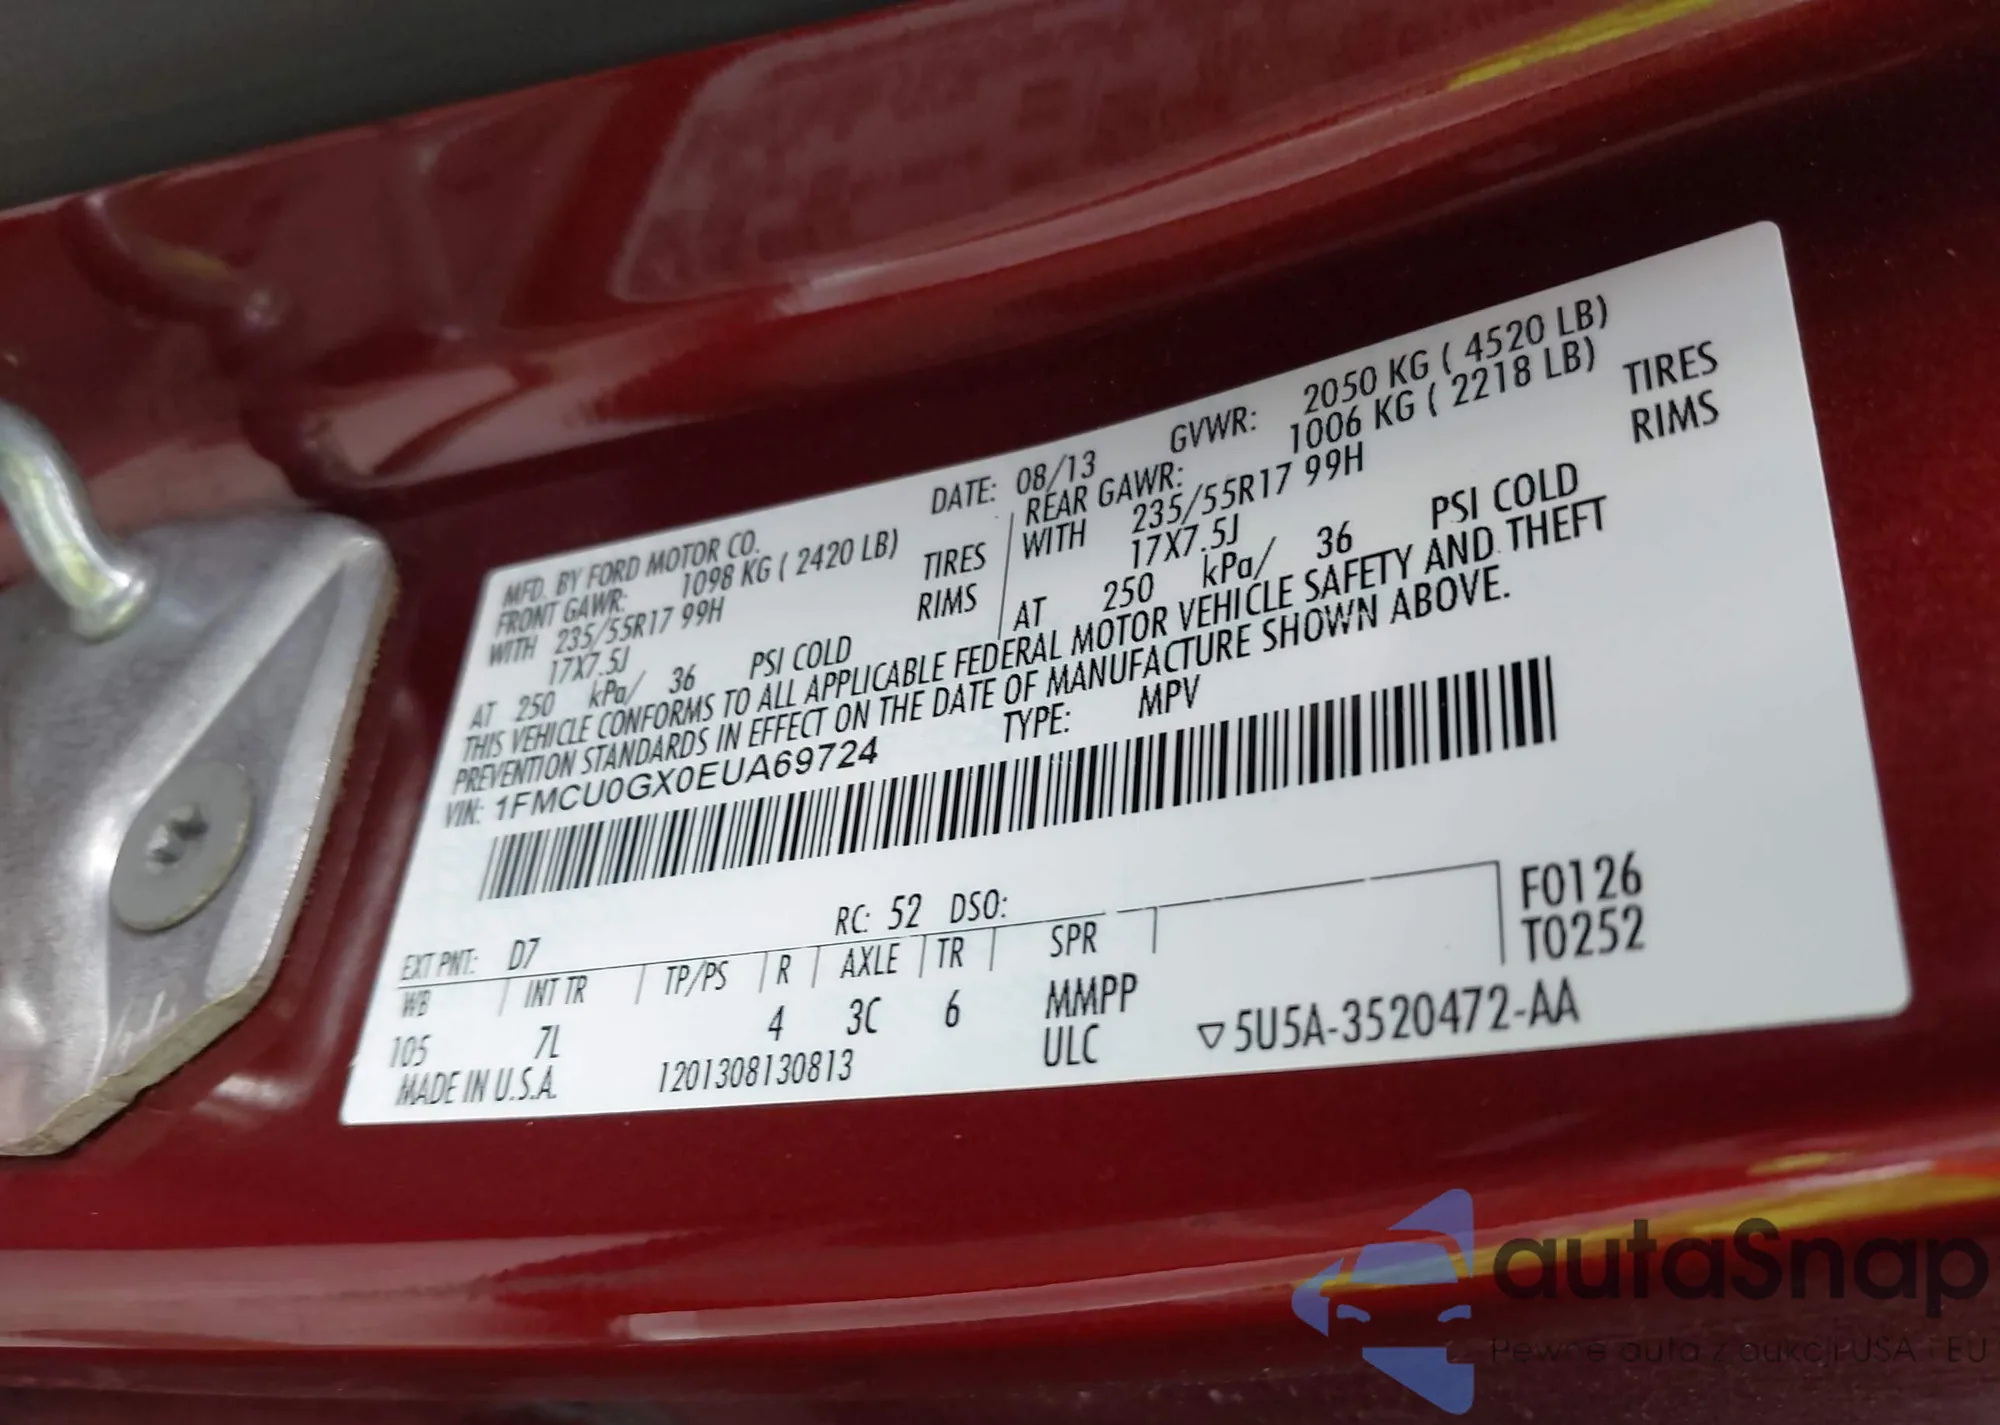 MFD. BY FORD MOTOR CO. DATE: 08/13 GVWR: 2050 KG ( 4520 LB)
FRONT GAWR: 1098 KG ( 2420 LB) REAR GAWR: 1006 KG ( 2218 LB)
WITH 235/55R17 99H TIRES WITH 235/55R17 99H TIRES
17X7.5J RIMS 17X7.5J RIMS
AT 250 kPa/ 36 PSI COLD AT 250 kPa/ 36 PSI COLD
THIS VEHICLE CONFORMS TO ALL APPLICABLE FEDERAL MOTOR VEHICLE SAFETY AND THEFT
PREVENTION STANDARDS IN EFFECT ON THE DATE OF MANUFACTURE SHOWN ABOVE.
VIN: 1FMCU0GX0EUA69724 TYPE: MPV
EXT PNT: D7 RC: 52 DSO: F0126
WB INT TR TP/PS R AXLE TR SPR T0252
105 7L 4 3C 6 MMPP
MADE IN U.S.A. 1201308130813 ULC ▽5U5A-3520472-AA
autaSnap
Pewne auta z aukcji USA i EU